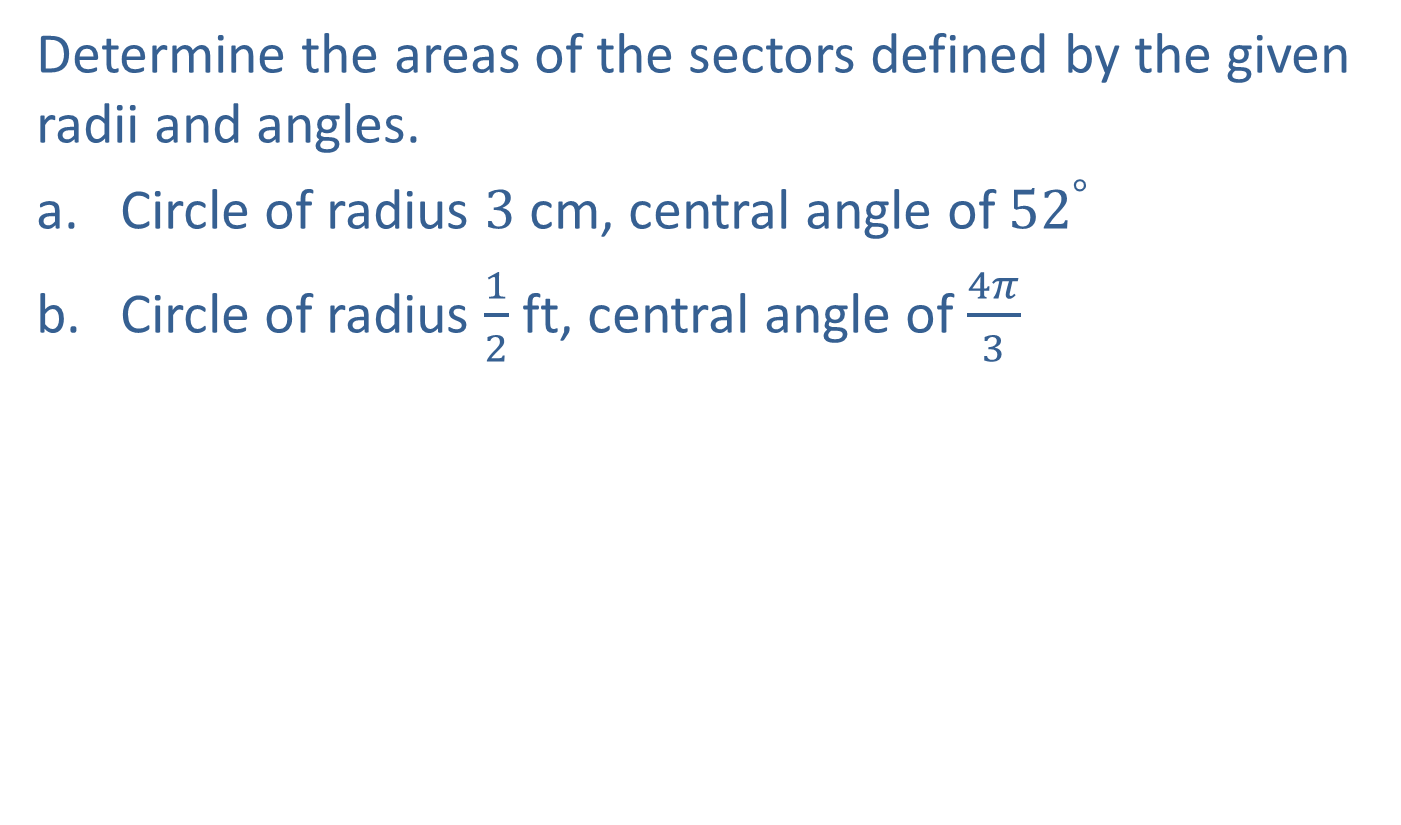 Determine the areas of the sectors defined by the given
radii and angles.
a. Circle of radius 3 cm, central angle of 52°
b. Circle of radius 1/2 ft, central angle of 4π/3